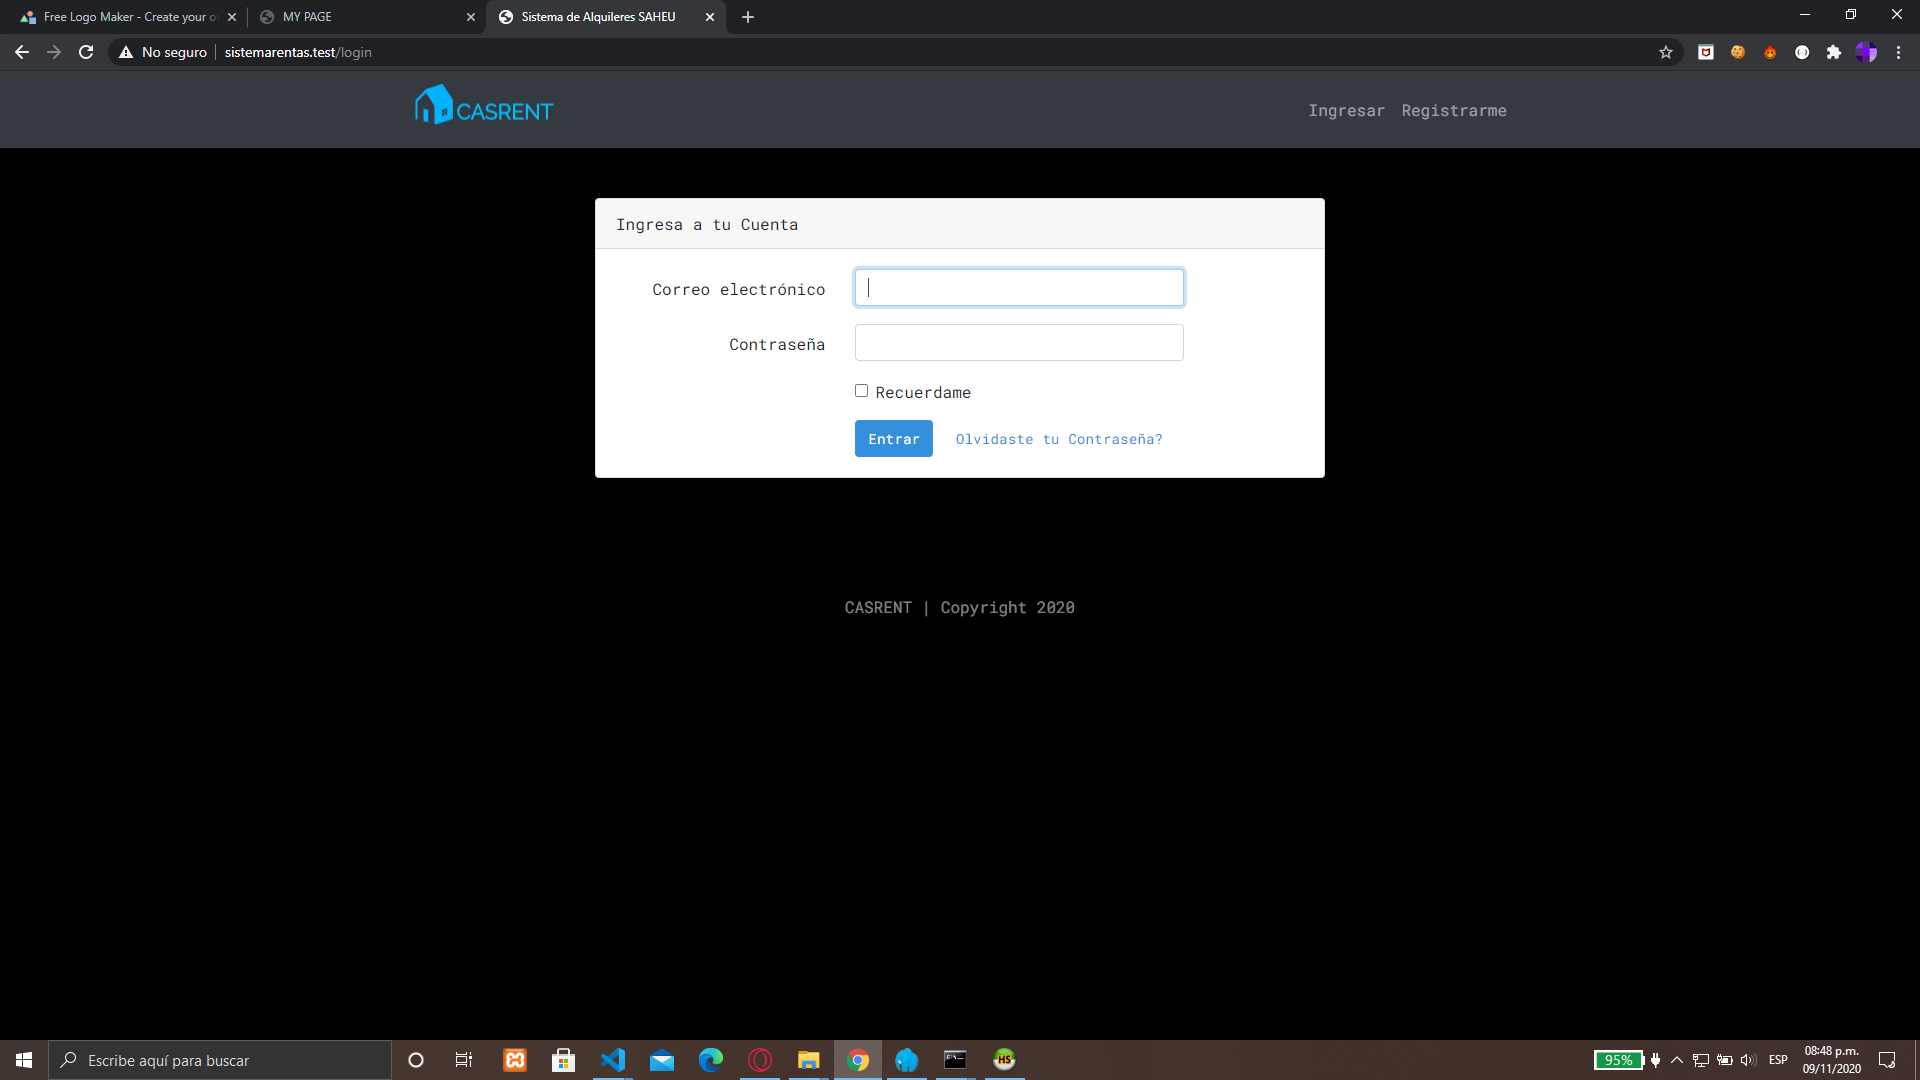 Free Logo Maker - Create your o
MY PAGE
Sistema de Alquileres SAHEU
No seguro
sistemarentas.test/login
CASRENT
Ingresar Registrarme
Ingresa a tu Cuenta
Correo electrónico
Contraseña
Recuerdame
Entrar
Olvidaste tu Contraseña?
CASRENT | Copyright 2020
Escribe aquí para buscar
HS
95%
ESP
08:48 p.m.
09/11/2020